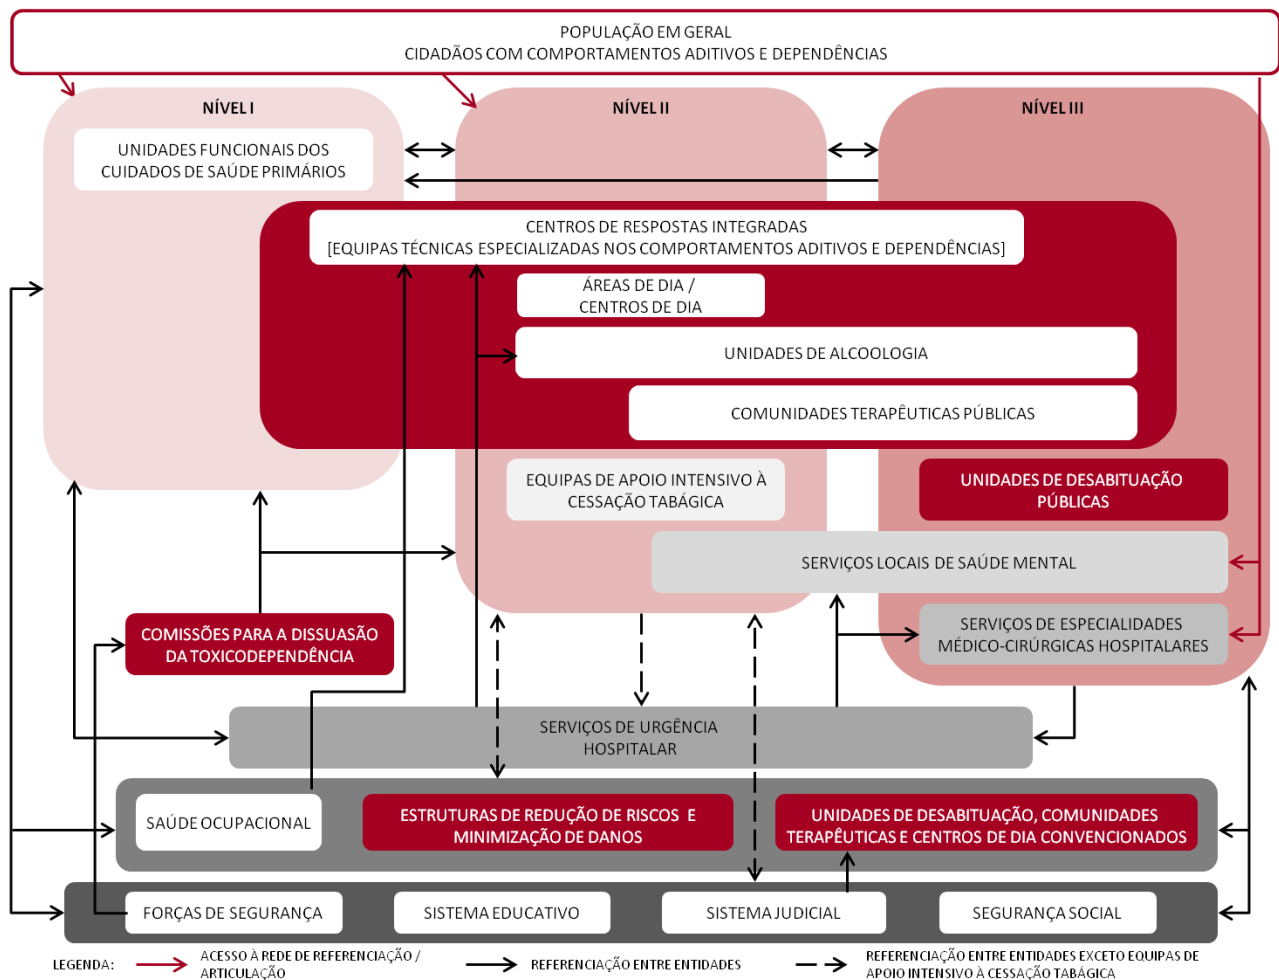 POPULAÇÃO EM GERAL
CIDADÃOS COM COMPORTAMENTOS ADITIVOS E DEPENDÊNCIAS
NÍVEL I
NÍVEL II
NÍVEL III
UNIDADES FUNCIONAIS DOS
CUIDADOS DE SAÚDE PRIMÁRIOS
CENTROS DE RESPOSTAS INTEGRADAS
[EQUIPAS TÉCNICAS ESPECIALIZADAS NOS COMPORTAMENTOS ADITIVOS E DEPENDÊNCIAS]
ÁREAS DE DIA /
CENTROS DE DIA
UNIDADES DE ALCOOLOGIA
COMUNIDADES TERAPÊUTICAS PÚBLICAS
EQUIPAS DE APOIO INTENSIVO À
CESSAÇÃO TABÁGICA
UNIDADES DE DESABITUAÇÃO
PÚBLICAS
SERVIÇOS LOCAIS DE SAÚDE MENTAL
COMISSÕES PARA A DISSUASÃO
DA TOXICODEPENDÊNCIA
SERVIÇOS DE ESPECIALIDADES
MÉDICO-CIRÚRGICAS HOSPITALARES
SERVIÇOS DE URGÊNCIA
HOSPITALAR
SAÚDE OCUPACIONAL
ESTRUTURAS DE REDUÇÃO DE RISCOS E
MINIMIZAÇÃO DE DANOS
UNIDADES DE DESABITUAÇÃO, COMUNIDADES
TERAPÊUTICAS E CENTROS DE DIA CONVENCIONADOS
FORÇAS DE SEGURANÇA
SISTEMA EDUCATIVO
SISTEMA JUDICIAL
SEGURANÇA SOCIAL
LEGENDA:
ACESSO À REDE DE REFERENCIAÇÃO /
ARTICULAÇÃO
REFERENCIAÇÃO ENTRE ENTIDADES
REFERENCIAÇÃO ENTRE ENTIDADES EXCETO EQUIPAS DE
APOIO INTENSIVO À CESSAÇÃO TABÁGICA